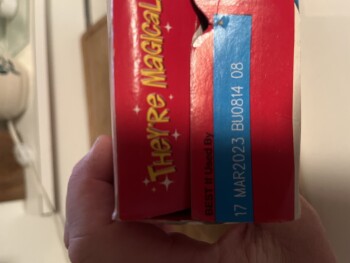 THEY'RE MAGICAL
BEST If Used By
17 MAR2023 BU0814 08